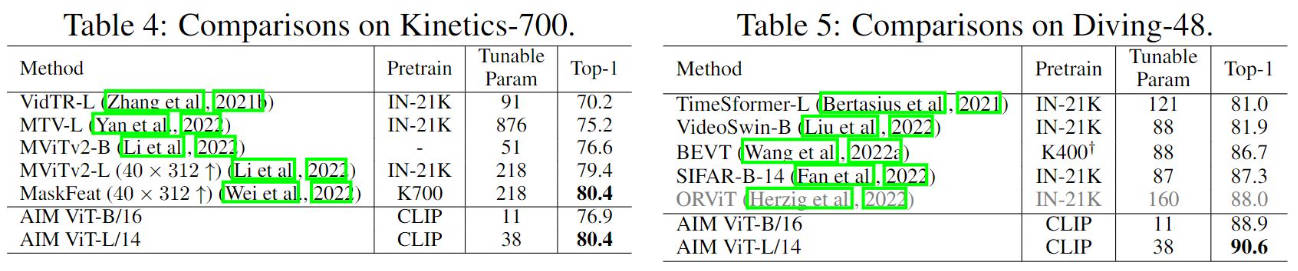 Table 4: Comparisons on Kinetics-700.
Method Pretrain Tunable Param Top-1
VidTR-L (Zhang et al., 2021b) IN-21K 91 70.2
MTV-L (Yan et al., 2022) IN-21K 876 75.2
MViTv2-B (Li et al., 2022) - 51 76.6
MViTv2-L (40 × 312 ↑) (Li et al., 2022) IN-21K 218 79.4
MaskFeat (40 × 312 ↑) (Wei et al., 2022) K700 218 80.4
AIM ViT-B/16 CLIP 11 76.9
AIM ViT-L/14 CLIP 38 80.4
Table 5: Comparisons on Diving-48.
Method Pretrain Tunable Param Top-1
TimeSformer-L (Bertasius et al., 2021) IN-21K 121 81.0
VideoSwin-B (Liu et al., 2022) IN-21K 88 81.9
BEVT (Wang et al., 2022a) K400† 88 86.7
SIFAR-B-14 (Fan et al., 2022) IN-21K 87 87.3
ORViT (Herzig et al., 2022) IN-21K 160 88.0
AIM ViT-B/16 CLIP 11 88.9
AIM ViT-L/14 CLIP 38 90.6